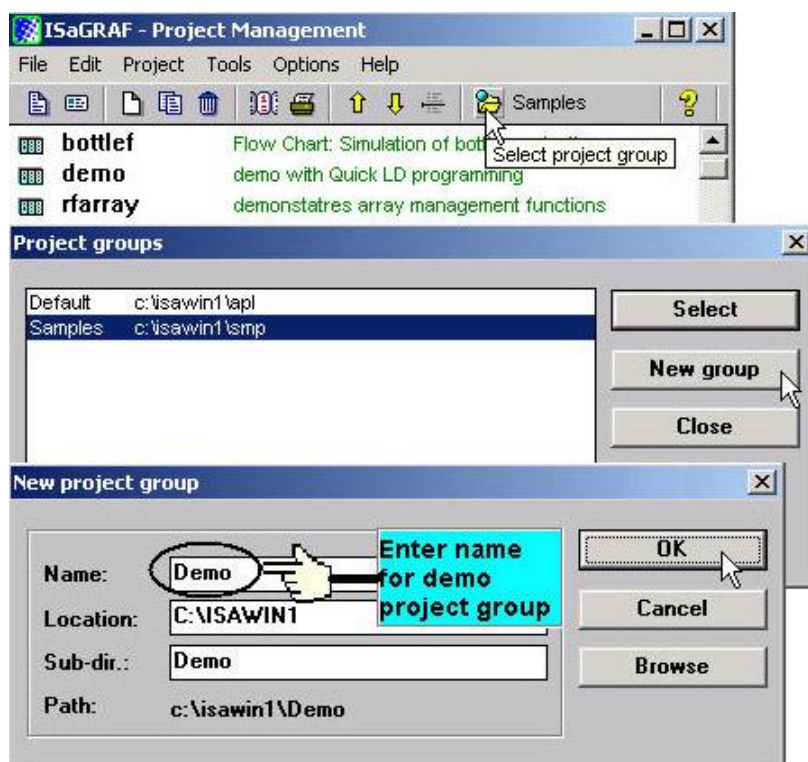 ISaGRAF - Project Management
File Edit Project Tools Options Help
Samples
bottlef Flow Chart: Simulation of
Select project group
demo demo with Quick LD programming
rfarray demonstatres array management functions
Project groups
Default c:\isawin1\apl
Samples c:\isawin1\smp
Select
New group
Close
New project group
Name: Demo
Enter name
for demo
project group
Location: C:\ISAWIN1
Sub-dir.: Demo
Path: c:\isawin1\Demo
OK
Cancel
Browse